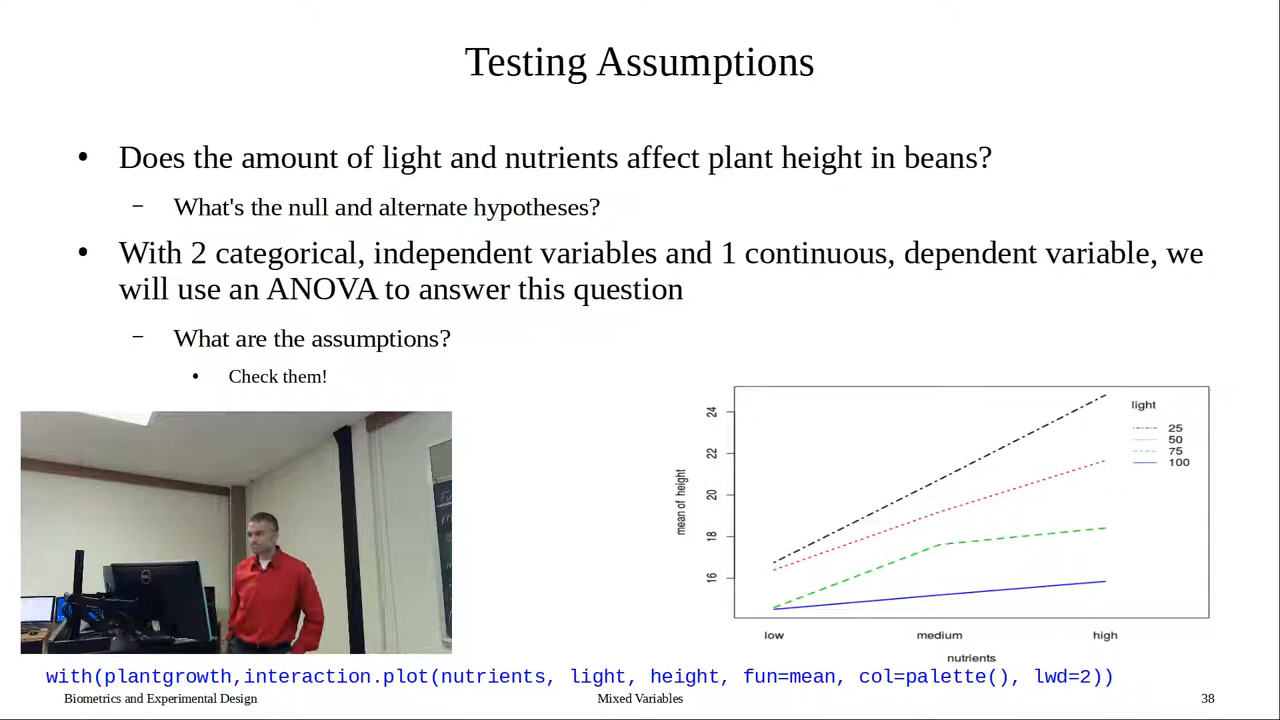 Testing Assumptions
• Does the amount of light and nutrients affect plant height in beans?
– What's the null and alternate hypotheses?
• With 2 categorical, independent variables and 1 continuous, dependent variable, we
will use an ANOVA to answer this question
– What are the assumptions?
• Check them!
DELL
mean of height
24
22
20
18
16
light
25
50
75
100
low medium high
nutrients
with(plantgrowth,interaction.plot(nutrients, light, height, fun=mean, col=palette(), lwd=2))
Biometrics and Experimental Design Mixed Variables 38